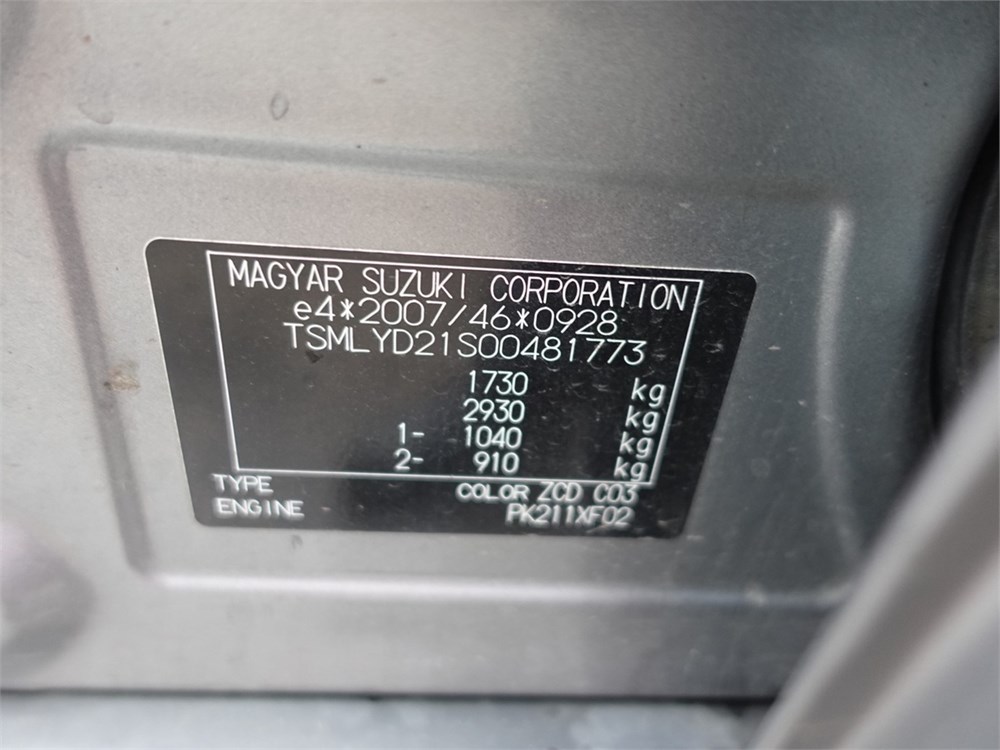 MAGYAR SUZUKI CORPORATION
e4*2007/46*0928
TSMLYD21S00481773
1730 kg
2930 kg
1- 1040 kg
2- 910 kg
TYPE COLOR ZCD C03
ENGINE PK211XF02